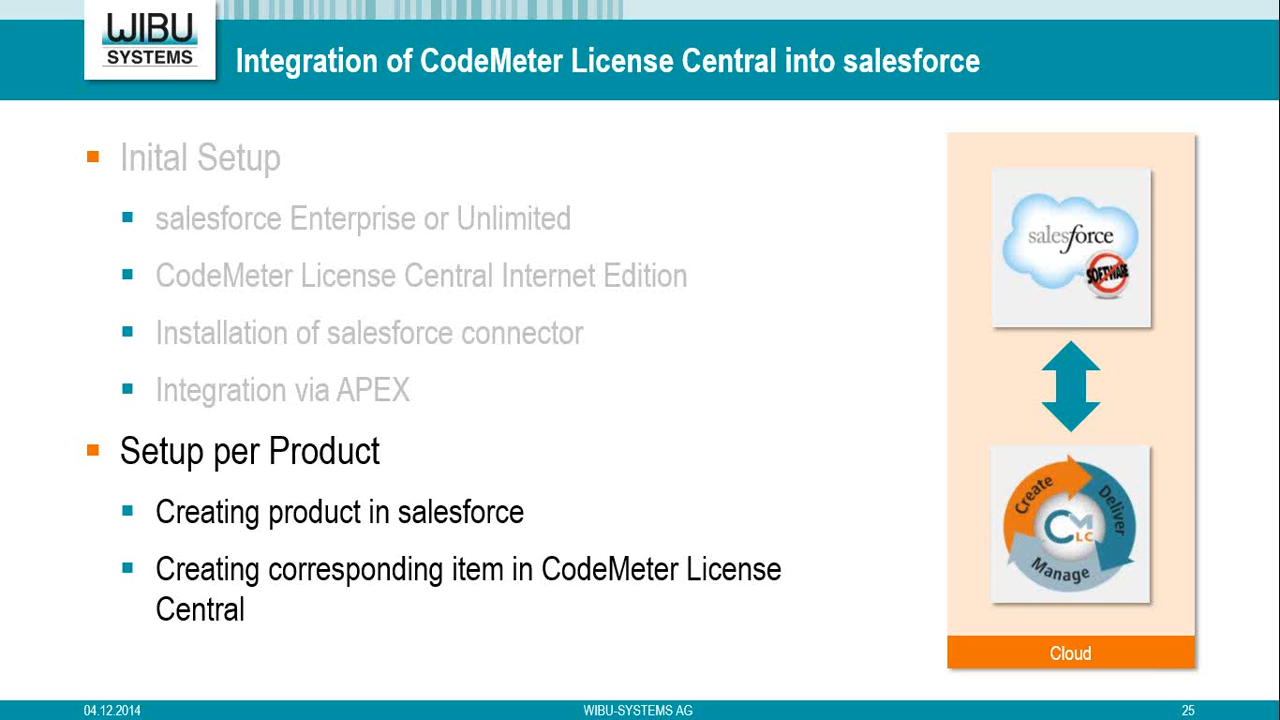 WIBU
SYSTEMS
Integration of CodeMeter License Central into salesforce
Inital Setup
salesforce Enterprise or Unlimited
CodeMeter License Central Internet Edition
Installation of salesforce connector
Integration via APEX
Setup per Product
Creating product in salesforce
Creating corresponding item in CodeMeter License
Central
salesforce
SOFTWARE
Create
Deliver
Manage
CM
LC
Cloud
04.12.2014
WIBU-SYSTEMS AG
25